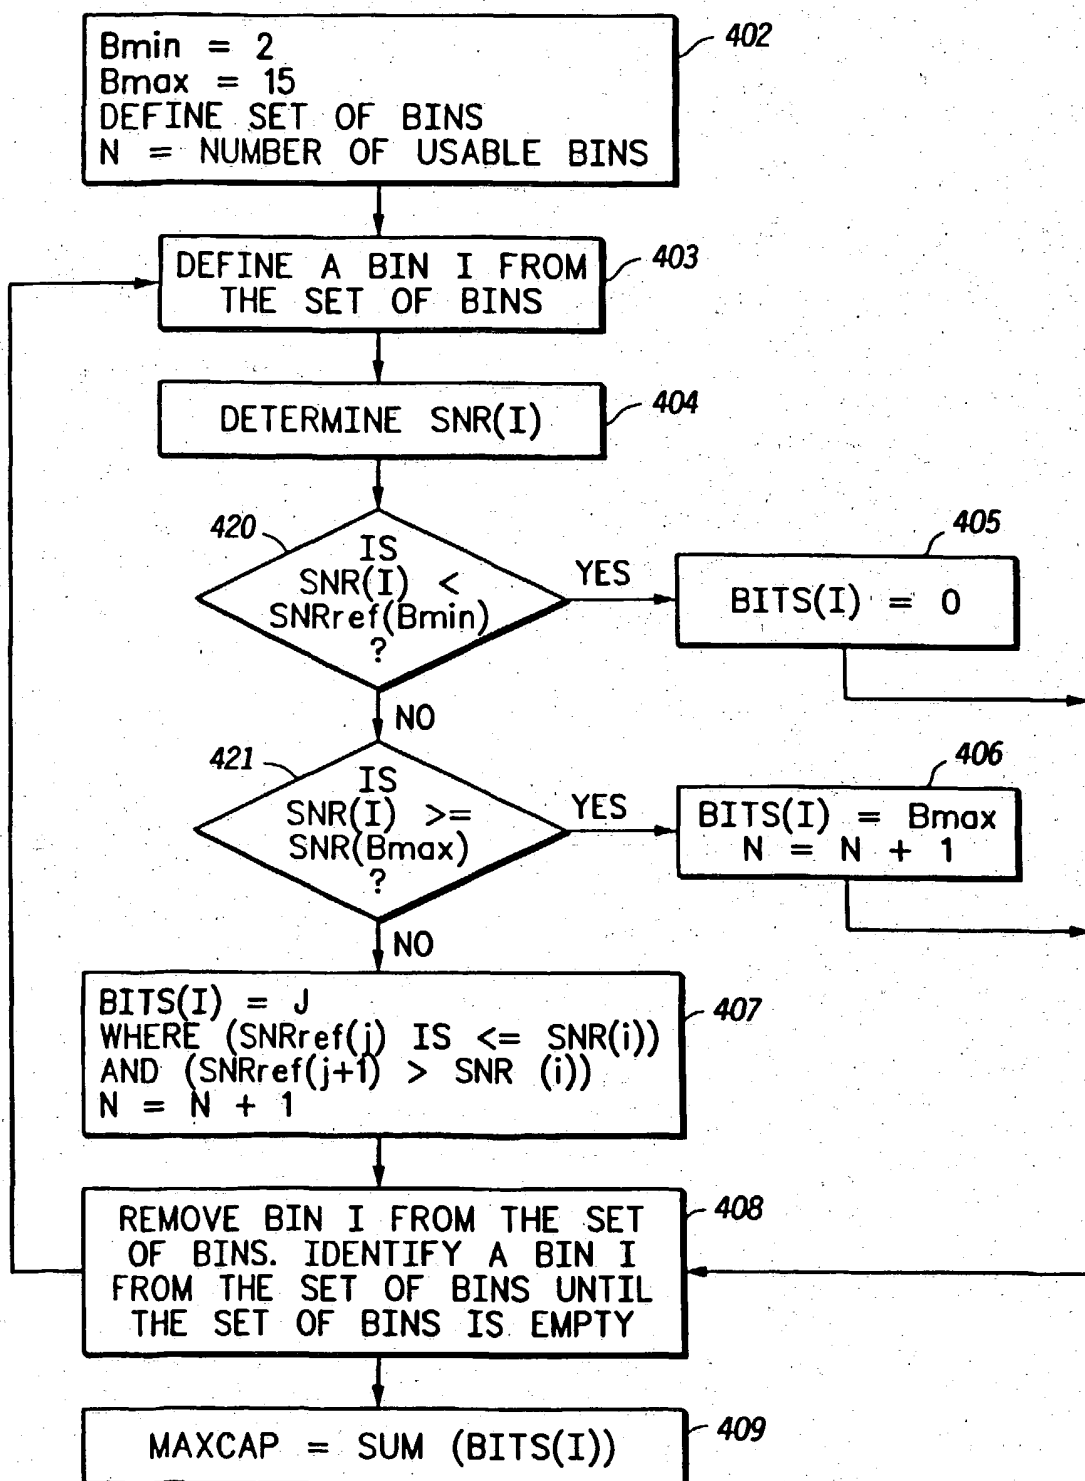 Bmin = 2
Bmax = 15
DEFINE SET OF BINS
N = NUMBER OF USABLE BINS
402
DEFINE A BIN I FROM
THE SET OF BINS
403
DETERMINE SNR(I)
404
420
IS
SNR(I) <
SNRref(Bmin)
?
YES
405
BITS(I) = 0
NO
421
IS
SNR(I) >=
SNR(Bmax)
?
YES
406
BITS(I) = Bmax
N = N + 1
NO
BITS(I) = J
WHERE (SNRref(j) IS <= SNR(i))
AND (SNRref(j+1) > SNR (i))
N = N + 1
407
REMOVE BIN I FROM THE SET
OF BINS. IDENTIFY A BIN I
FROM THE SET OF BINS UNTIL
THE SET OF BINS IS EMPTY
408
MAXCAP = SUM (BITS(I))
409